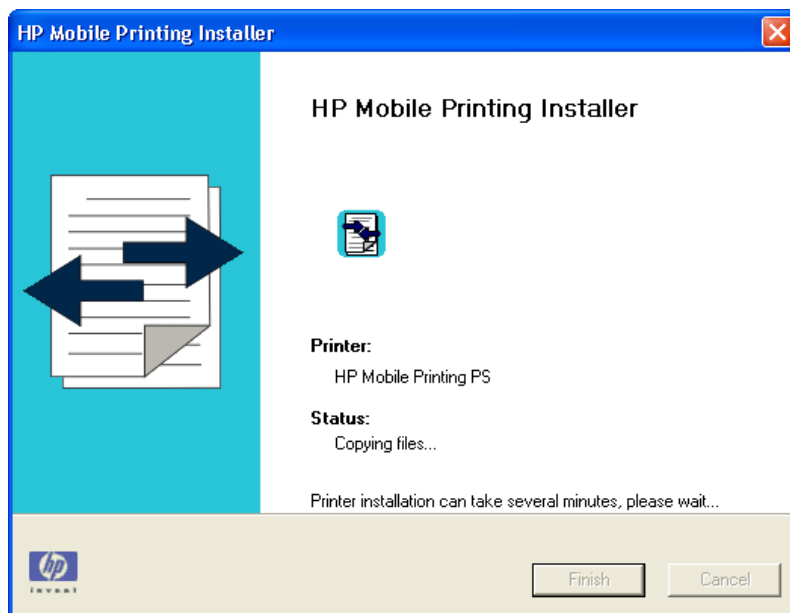 HP Mobile Printing Installer
HP Mobile Printing Installer
Printer:
HP Mobile Printing PS
Status:
Copying files...
Printer installation can take several minutes, please wait...
hp
invent
Finish
Cancel